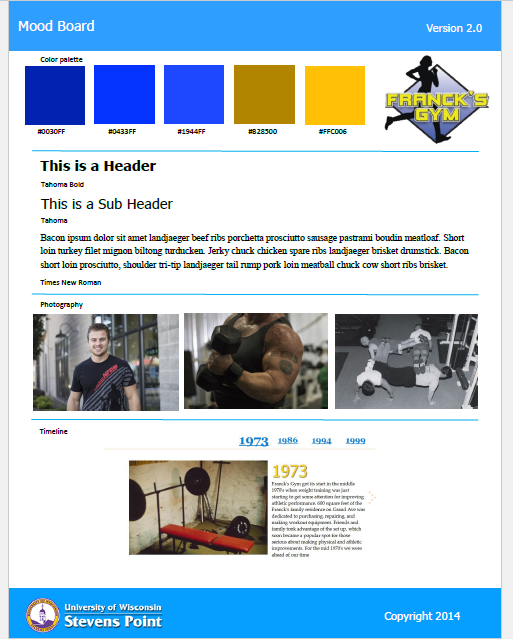 Mood Board
Version 2.0
Color palette
FRANCK'S
GYM
#0030FF
#0433FF
#1944FF
#B28500
#FFC006
This is a Header
Tahoma Bold
This is a Sub Header
Tahoma
Bacon ipsum dolor sit amet landjaeger beef ribs porchetta prosciutto sausage pastrami boudin meatloaf. Short
loin turkey filet mignon biltong turducken. Jerky chuck chicken spare ribs landjaeger brisket drumstick. Bacon
short loin prosciutto, shoulder tri-tip landjaeger tail rump pork loin meatball chuck cow short ribs brisket.
Times New Roman
Photography
Timeline
1973 1986 1994 1999
1973
Franck's Gym got its start in the middle
1970's when weight training was just
starting to get some attention for improving
athletic performance. 600 square feet of the
Franck's family residence on Grand Ave was
dedicated to purchasing, repairing, and
making workout equipment. Friends and
family took advantage of the set up, which
soon became a popular spot for those
serious about making physical and athletic
improvements. For the mid 1970's we were
ahead of our time
University of Wisconsin
Stevens Point
Copyright 2014